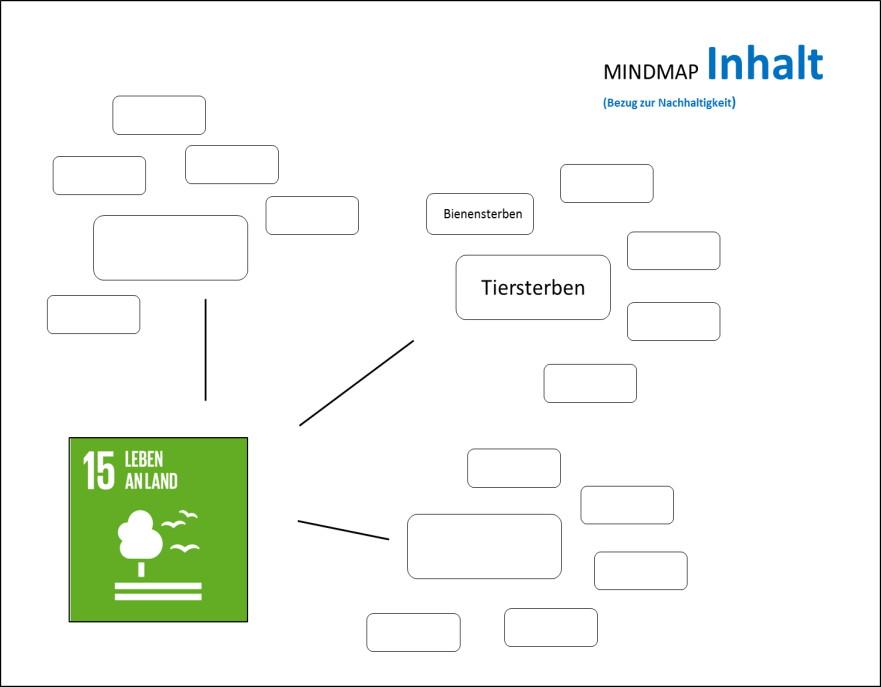 MINDMAP Inhalt
(Bezug zur Nachhaltigkeit)
Bienensterben
Tiersterben
15 LEBEN
AN LAND